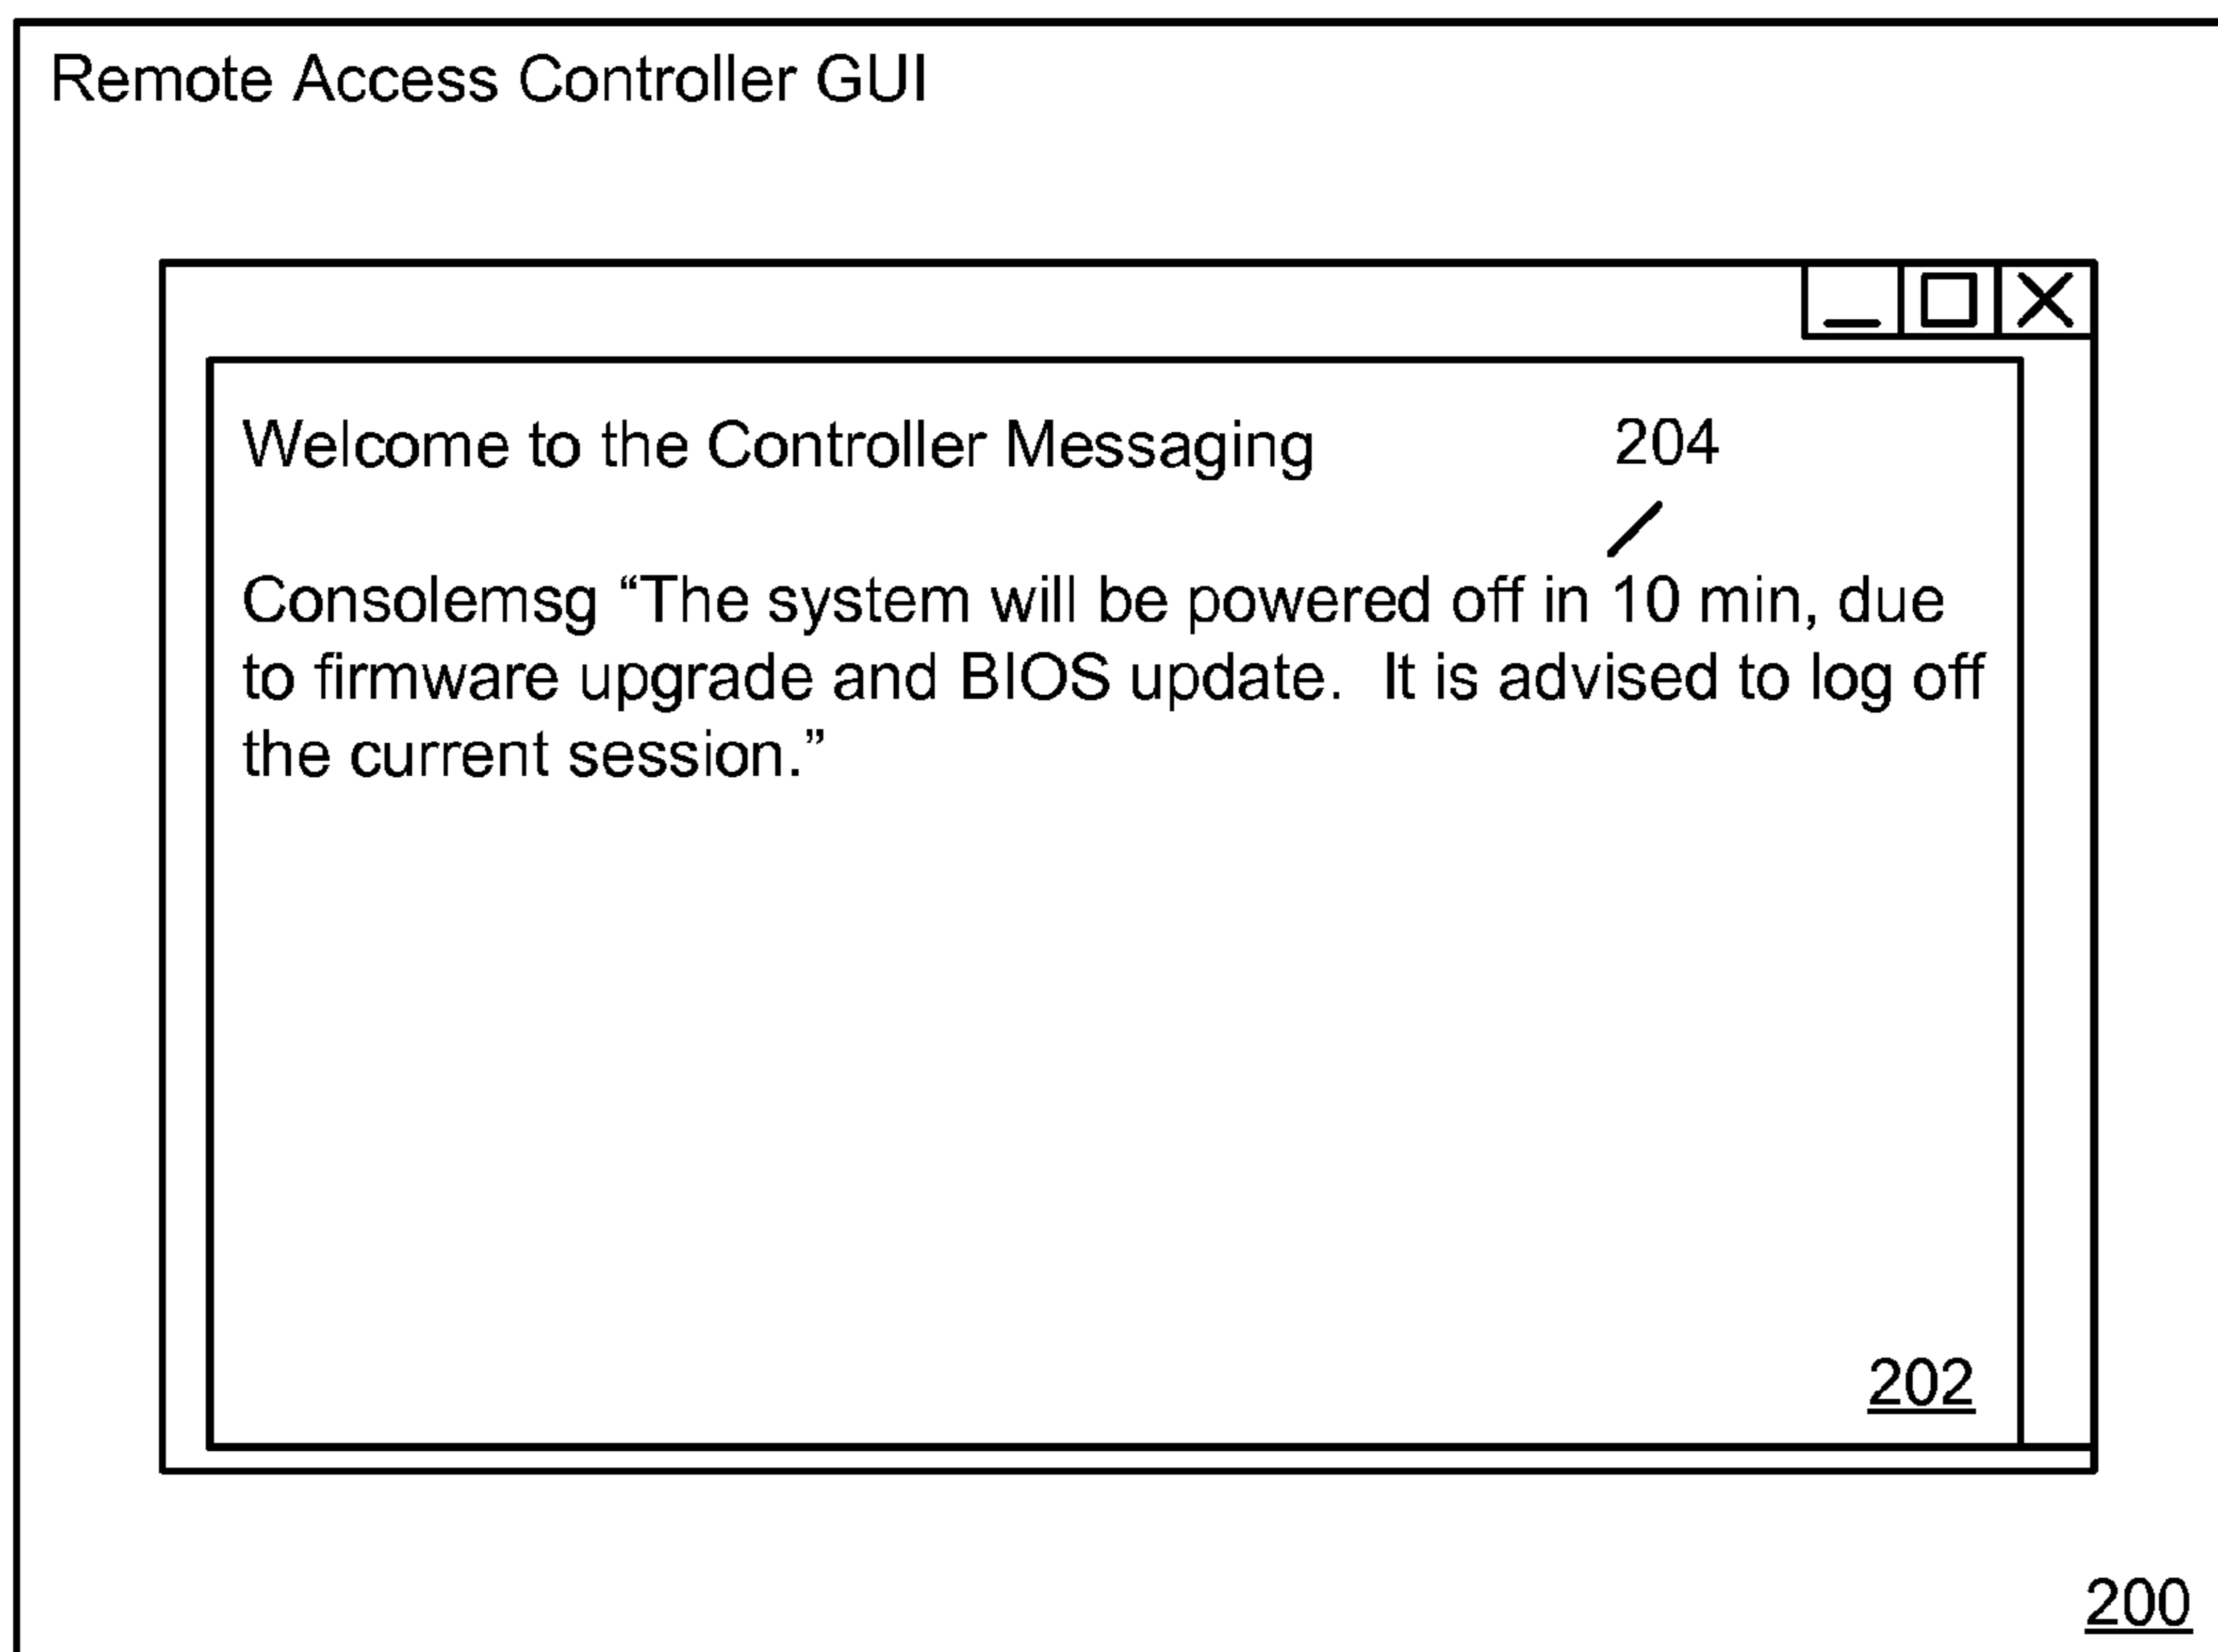 Remote Access Controller GUI
Welcome to the Controller Messaging
204
Consolemsg “The system will be powered off in 10 min, due
to firmware upgrade and BIOS update.  It is advised to log off
the current session.”
202
200